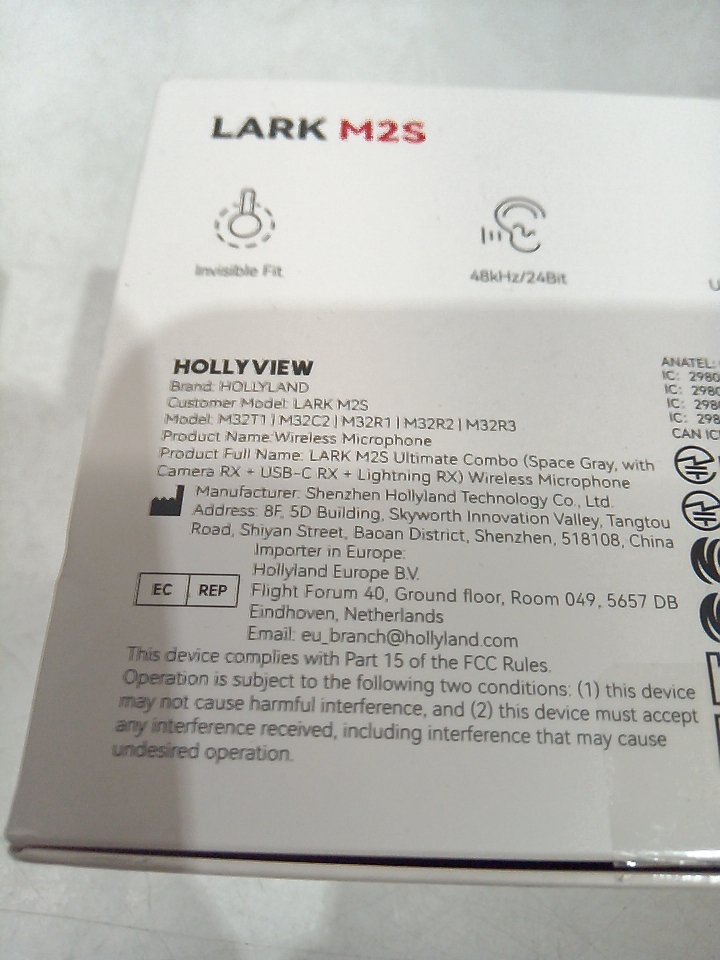 LARK M2S
Invisible Fit
48kHz/24Bit
HOLLYVIEW
Brand: HOLLYLAND
Customer Model: LARK M2S
Model: M32T1 | M32C2 | M32R1 | M32R2 | M32R3
Product Name:Wireless Microphone
Product Full Name: LARK M2S Ultimate Combo (Space Gray, with
Camera RX + USB-C RX + Lightning RX) Wireless Microphone
Manufacturer: Shenzhen Hollyland Technology Co., Ltd.
Address: 8F, 5D Building, Skyworth Innovation Valley, Tangtou
Road, Shiyan Street, Baoan District, Shenzhen, 518108, China
Importer in Europe:
Hollyland Europe B.V.
EC REP
Flight Forum 40, Ground floor, Room 049, 5657 DB
Eindhoven, Netherlands
Email: eu_branch@hollyland.com
This device complies with Part 15 of the FCC Rules.
Operation is subject to the following two conditions: (1) this device
may not cause harmful interference, and (2) this device must accept
any interference received, including interference that may cause
undesired operation.
ANATEL:
IC: 2980
IC: 2980
IC: 298
IC: 298
CAN IC